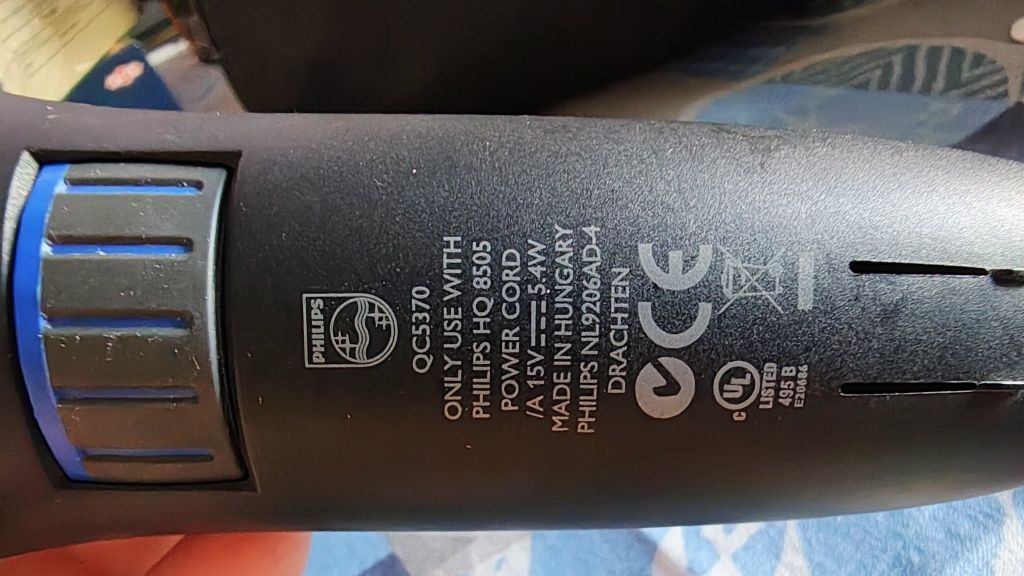 PHILIPS
QC5370
ONLY USE WITH
PHILIPS HQ 8505
POWER CORD
/A 15V 5.4W
MADE IN HUNGARY
PHILIPS NL9206AD-4
DRACHTEN
CE
c UL
LISTED
495 B
E20686